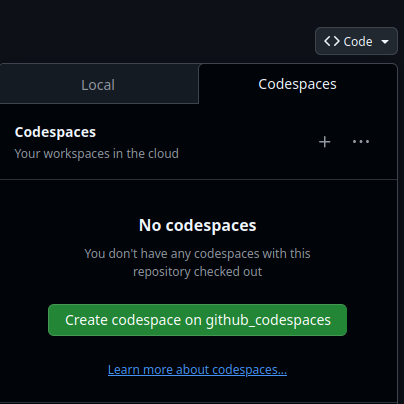 Code
Local
Codespaces
Codespaces
Your workspaces in the cloud
No codespaces
You don't have any codespaces with this
repository checked out
Create codespace on github_codespaces
Learn more about codespaces...